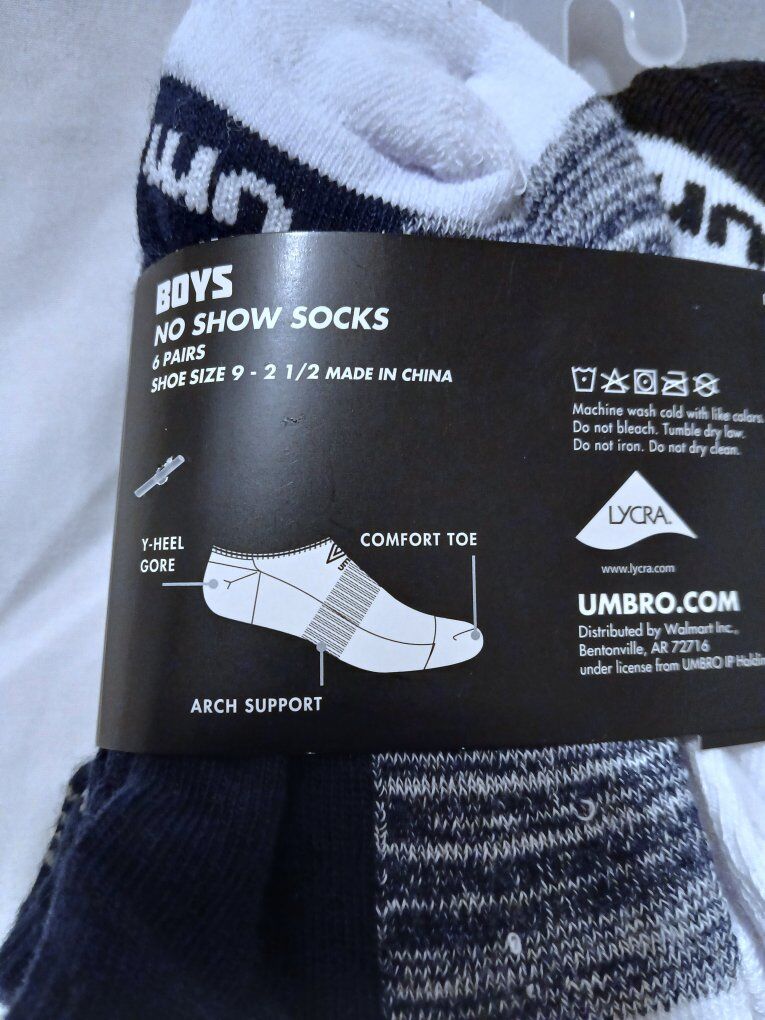 um
um
BOYS
NO SHOW SOCKS
6 PAIRS
SHOE SIZE 9 - 2 1/2 MADE IN CHINA
Machine wash cold with like colors.
Do not bleach. Tumble dry low.
Do not iron. Do not dry clean.
LYCRA®
www.lycra.com
Y-HEEL
GORE
COMFORT TOE
um
ARCH SUPPORT
UMBRO.COM
Distributed by Walmart Inc.,
Bentonville, AR 72716
under license from UMBRO IP